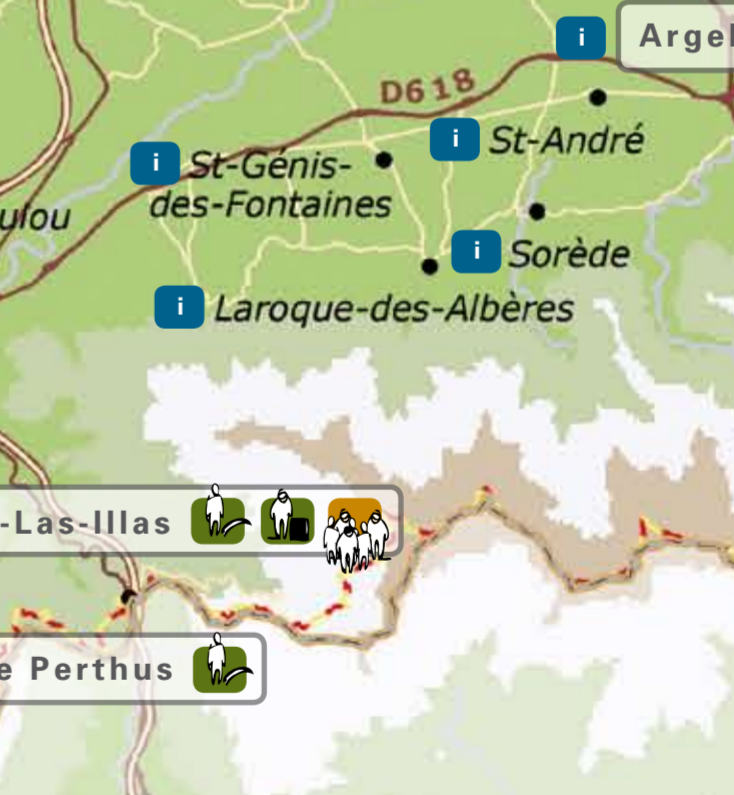 i Argel
D618
i St-André
i St-Génis-
des-Fontaines
ulou
i Sorède
i Laroque-des-Albères
-Las-Illas
e Perthus